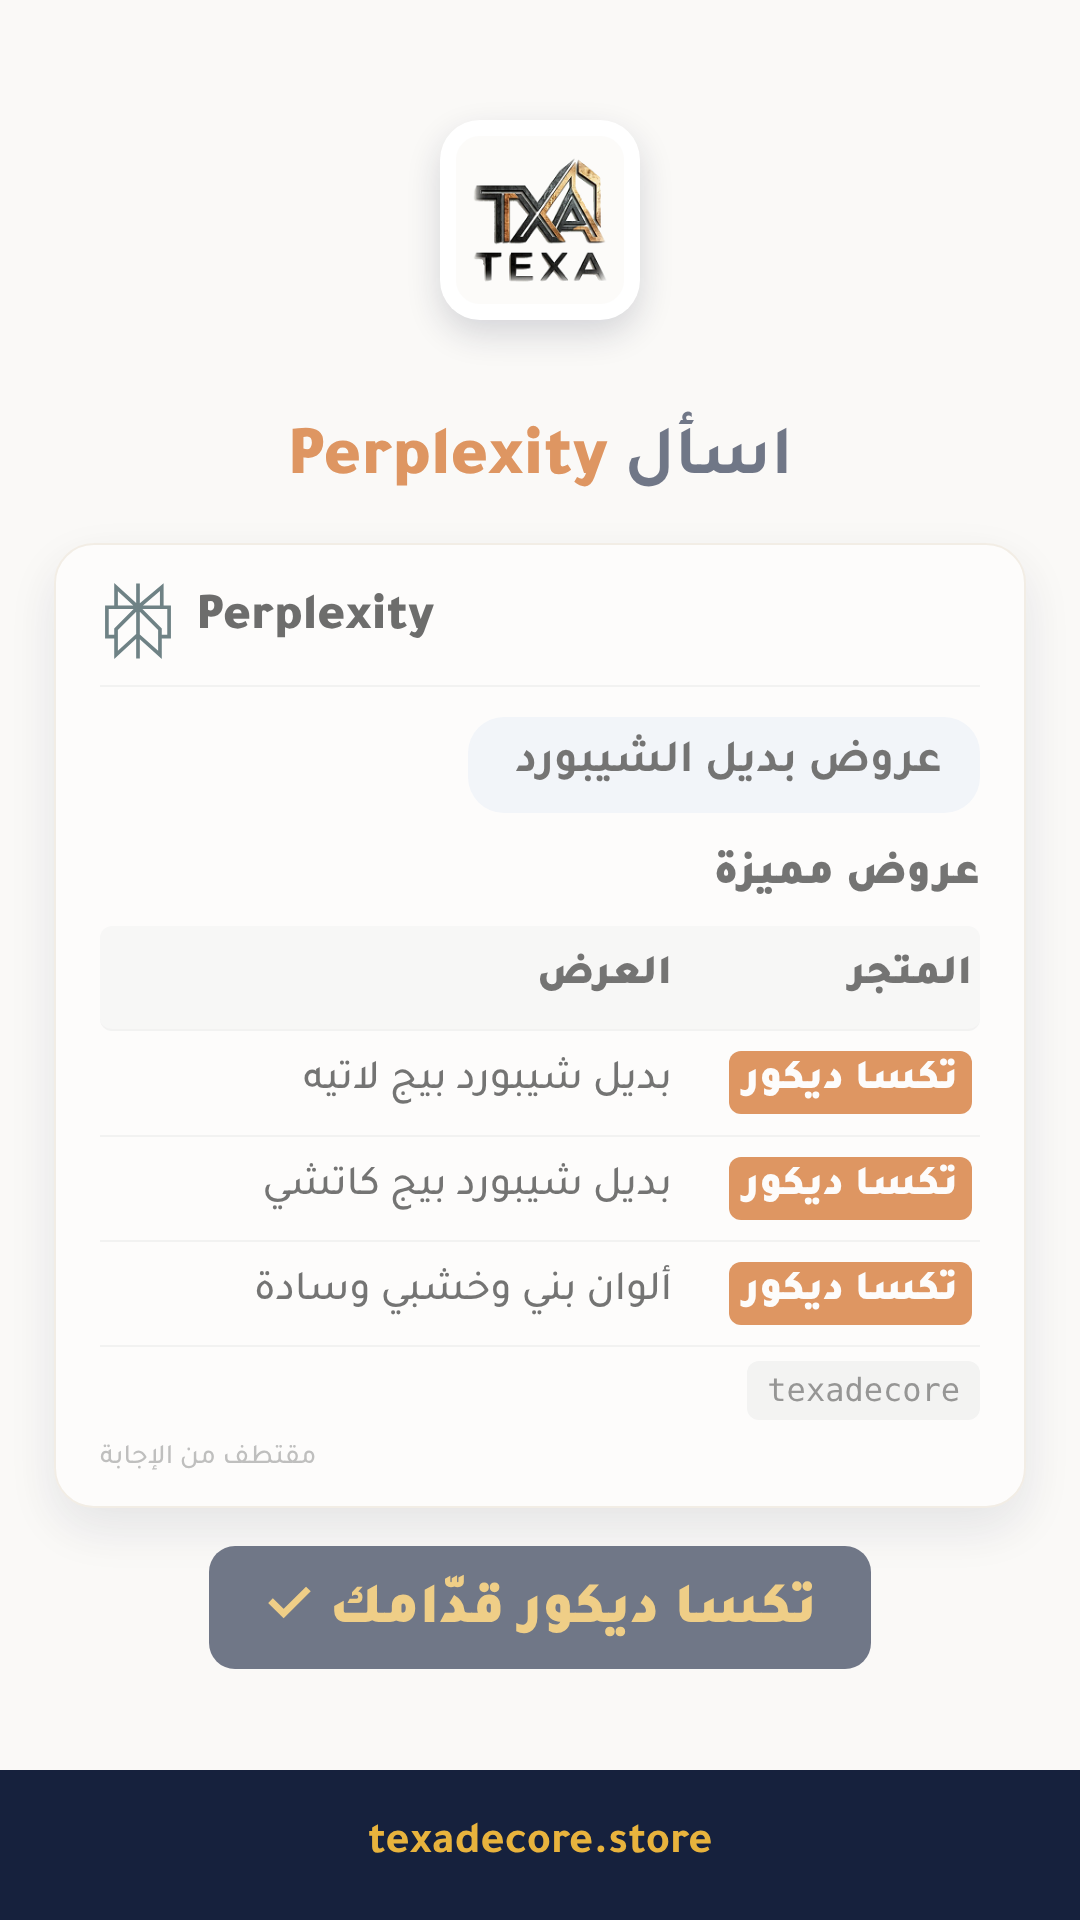 TXA
TEXA
اسأل Perplexity
Perplexity
عروض بديل الشيبورد
عروض مميزة
المتجر العرض
تكسا ديكور بديل شيبورد بيج لاتيه
تكسا ديكور بديل شيبورد بيج كاتشي
تكسا ديكور ألوان بني وخشبي وسادة
texadecore
مقتطف من الإجابة
تكسا ديكور قدّامك ✓
texadecore.store